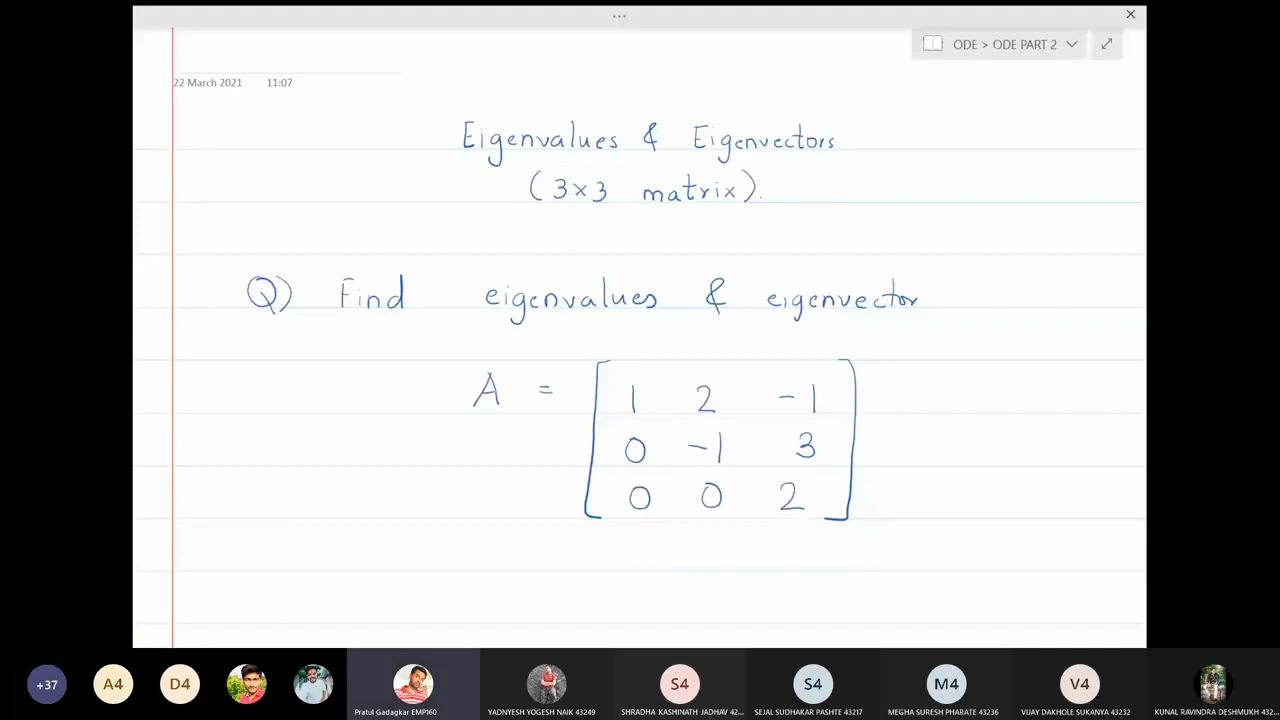 ODE > ODE PART 2
22 March 2021 11:07
Eigenvalues & Eigenvectors
(3×3 matrix).
Q) Find eigenvalues & eigenvector
A = [ 1 2 -1
0 -1 3
0 0 2 ]
+37
A4
D4
S4
S4
M4
V4
Pratul Gadagkar EMP160
YADNYESH YOGESH NAIK 43249
SHRADHA KASHINATH JADHAV 42...
SEJAL SUDHAKAR PASHTE 43217
MEGHA SURESH PHARATE 43236
VIJAY DAKHOLE SUKANYA 43232
KUNAL RAVINDRA DESHMUKH 432...